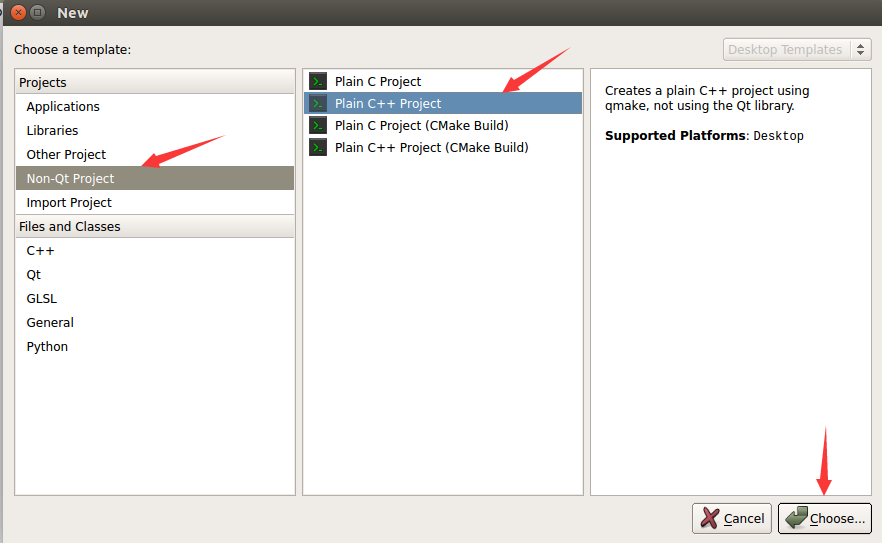 New
Choose a template:
Desktop Templates
Projects
Applications
Libraries
Other Project
Non-Qt Project
Import Project
Files and Classes
C++
Qt
GLSL
General
Python
Plain C Project
Plain C++ Project
Plain C Project (CMake Build)
Plain C++ Project (CMake Build)
Creates a plain C++ project using
qmake, not using the Qt library.
Supported Platforms: Desktop
Cancel
Choose...